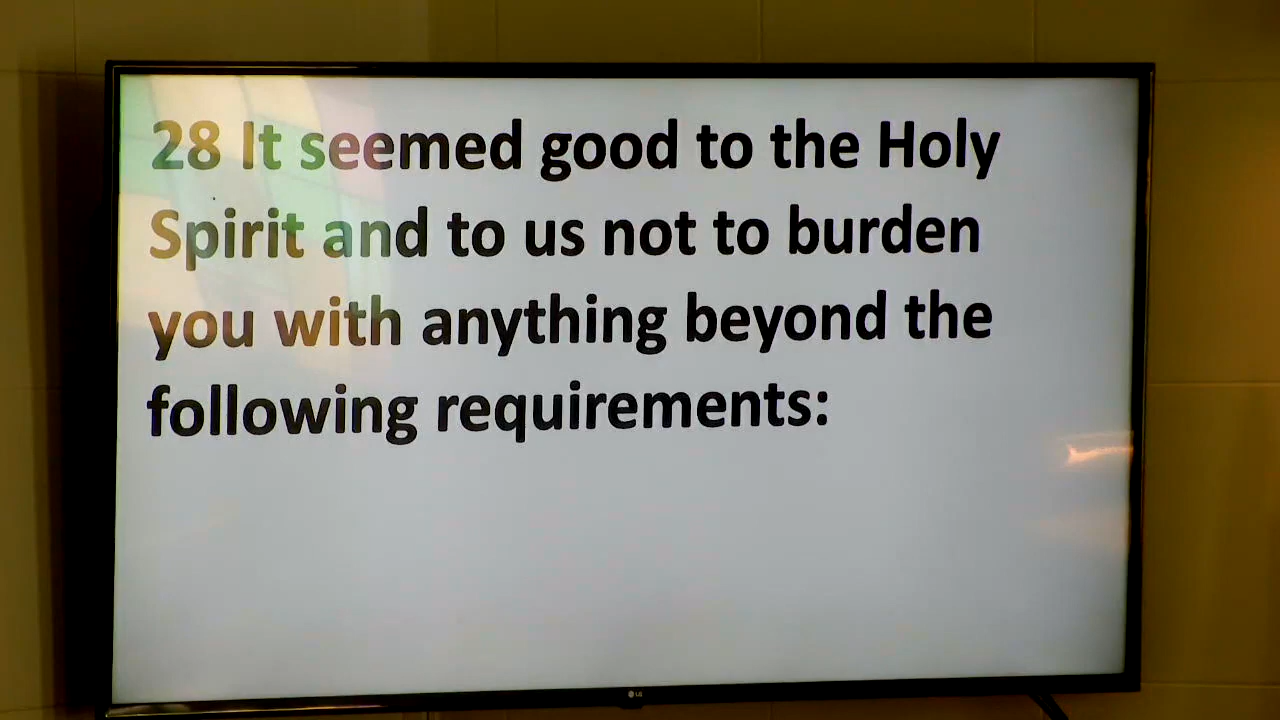 28 It seemed good to the Holy
Spirit and to us not to burden
you with anything beyond the
following requirements:
LG